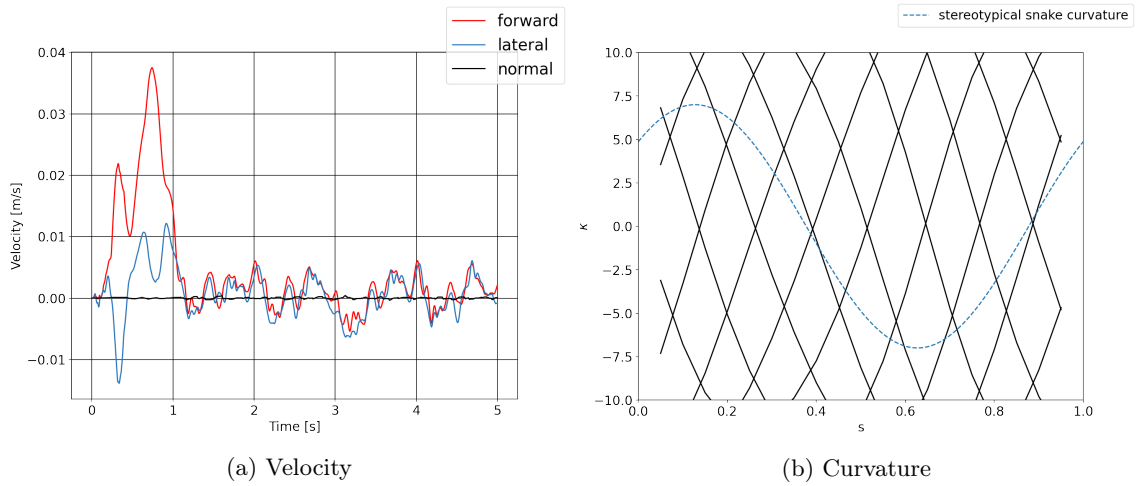 forward
lateral
normal
0.04
0.03
0.02
0.01
0.00
−0.01
Velocity [m/s]
0 1 2 3 4 5
Time [s]
(a) Velocity
stereotypical snake curvature
10.0
7.5
5.0
2.5
0.0
−2.5
−5.0
−7.5
−10.0
κ
0.0 0.2 0.4 0.6 0.8 1.0
s
(b) Curvature